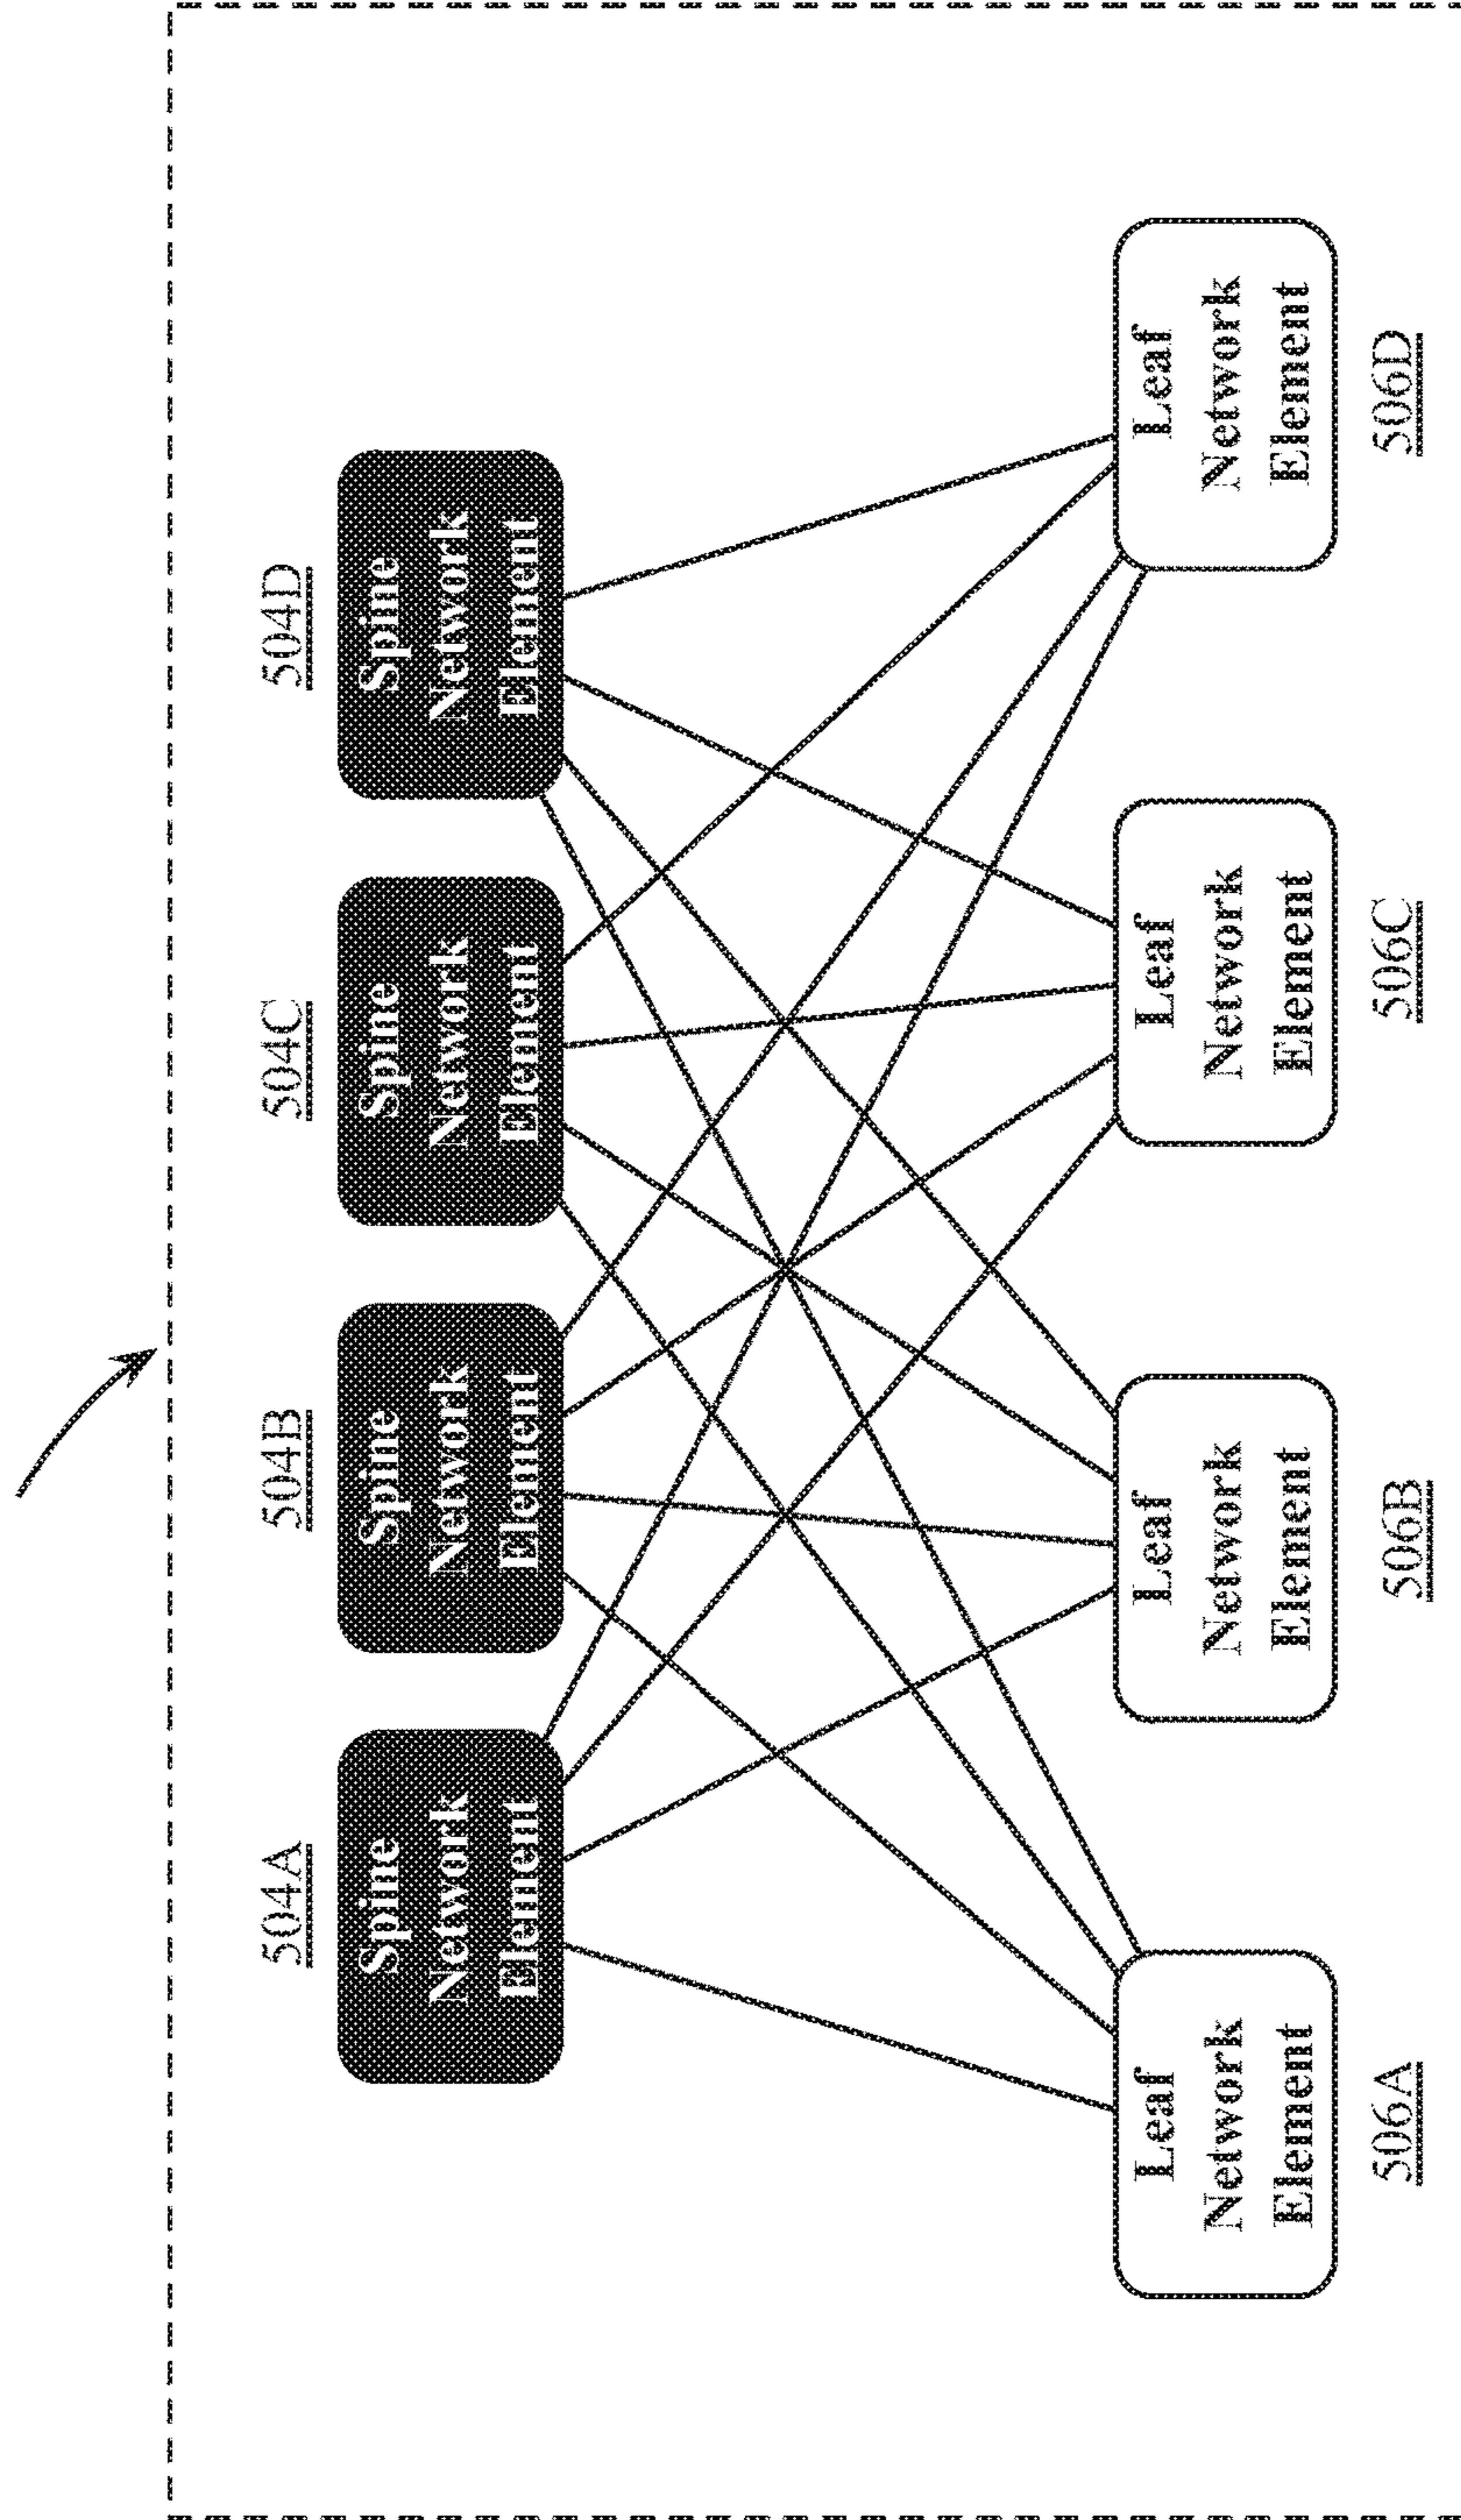 504A
504B
504C
504D
Spine
Network
Element
Spine
Network
Element
Spine
Network
Element
Spine
Network
Element
Leaf
Network
Element
Leaf
Network
Element
Leaf
Network
Element
Leaf
Network
Element
506A
506B
506C
506D